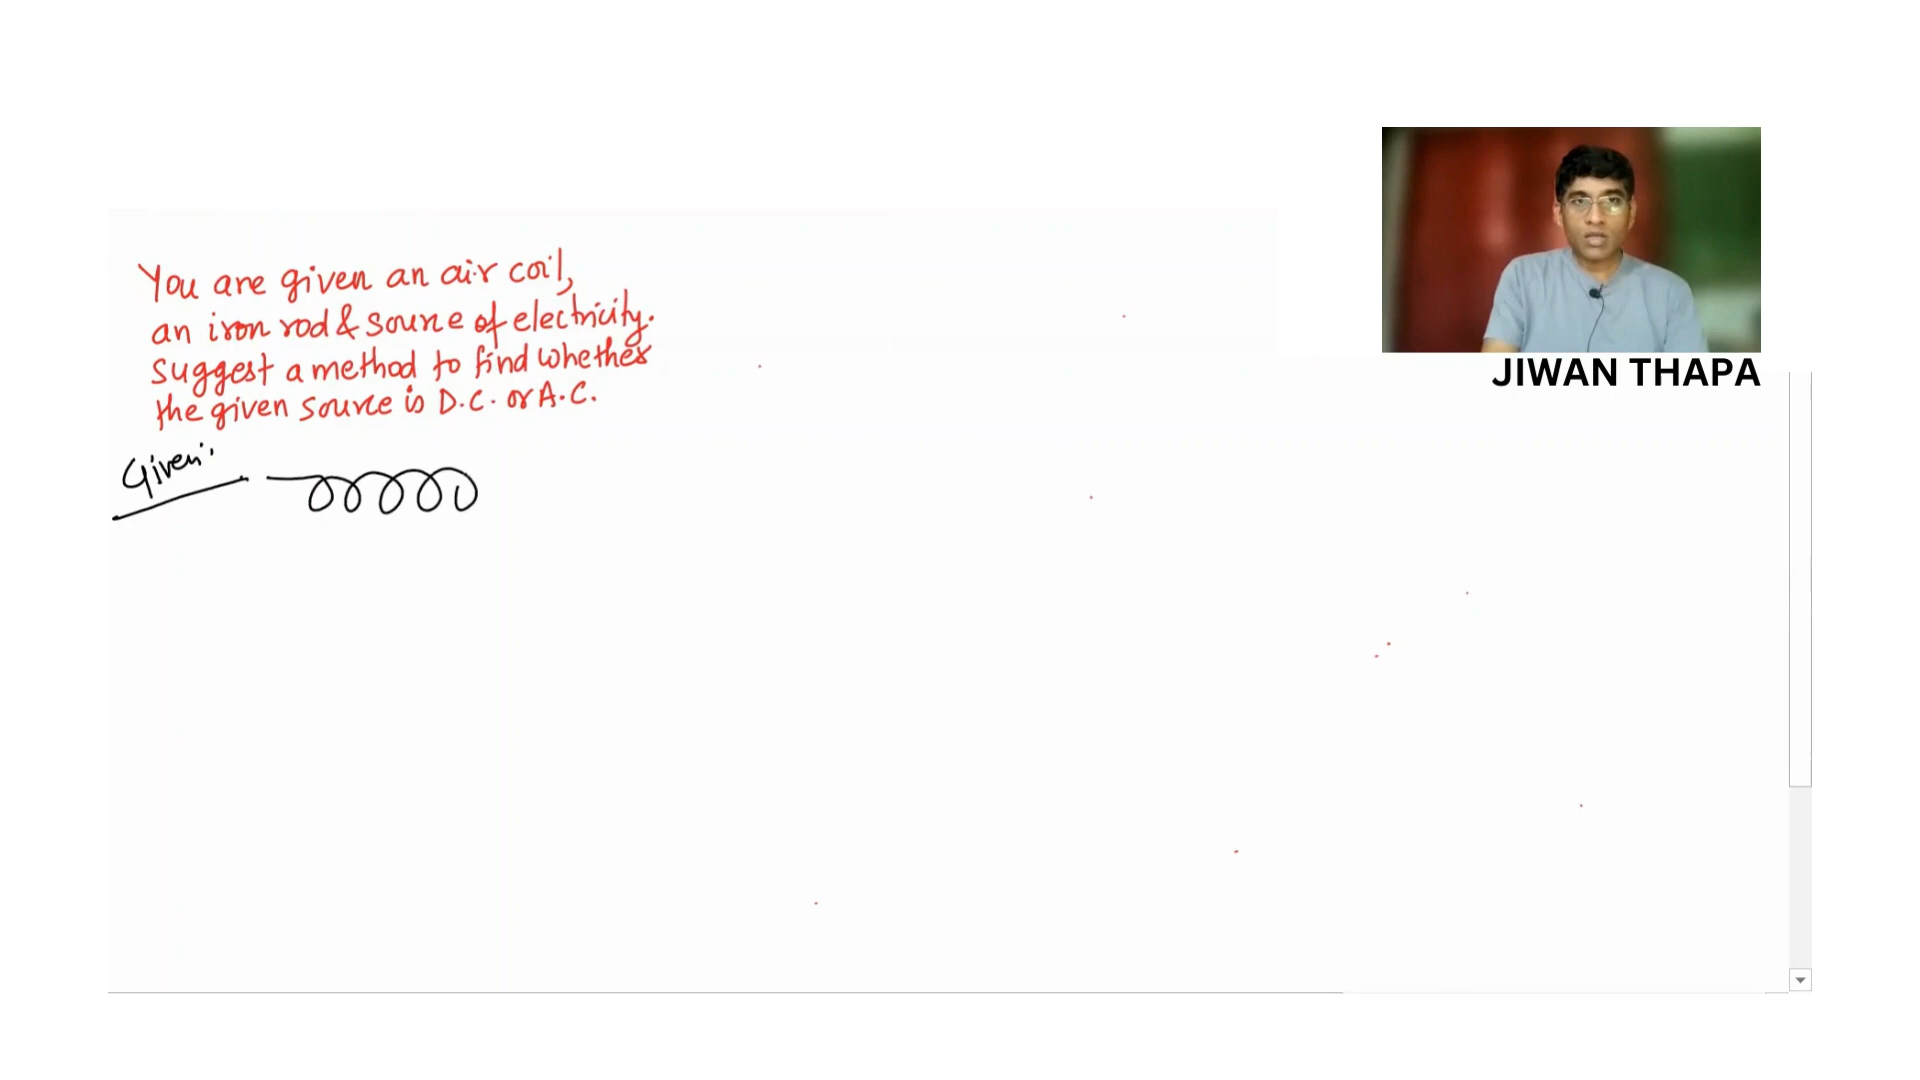 You are given an air coil,
an iron rod & source of electricity.
Suggest a method to find whether
the given source is D.C. or A.C.
Given:
JIWAN THAPA